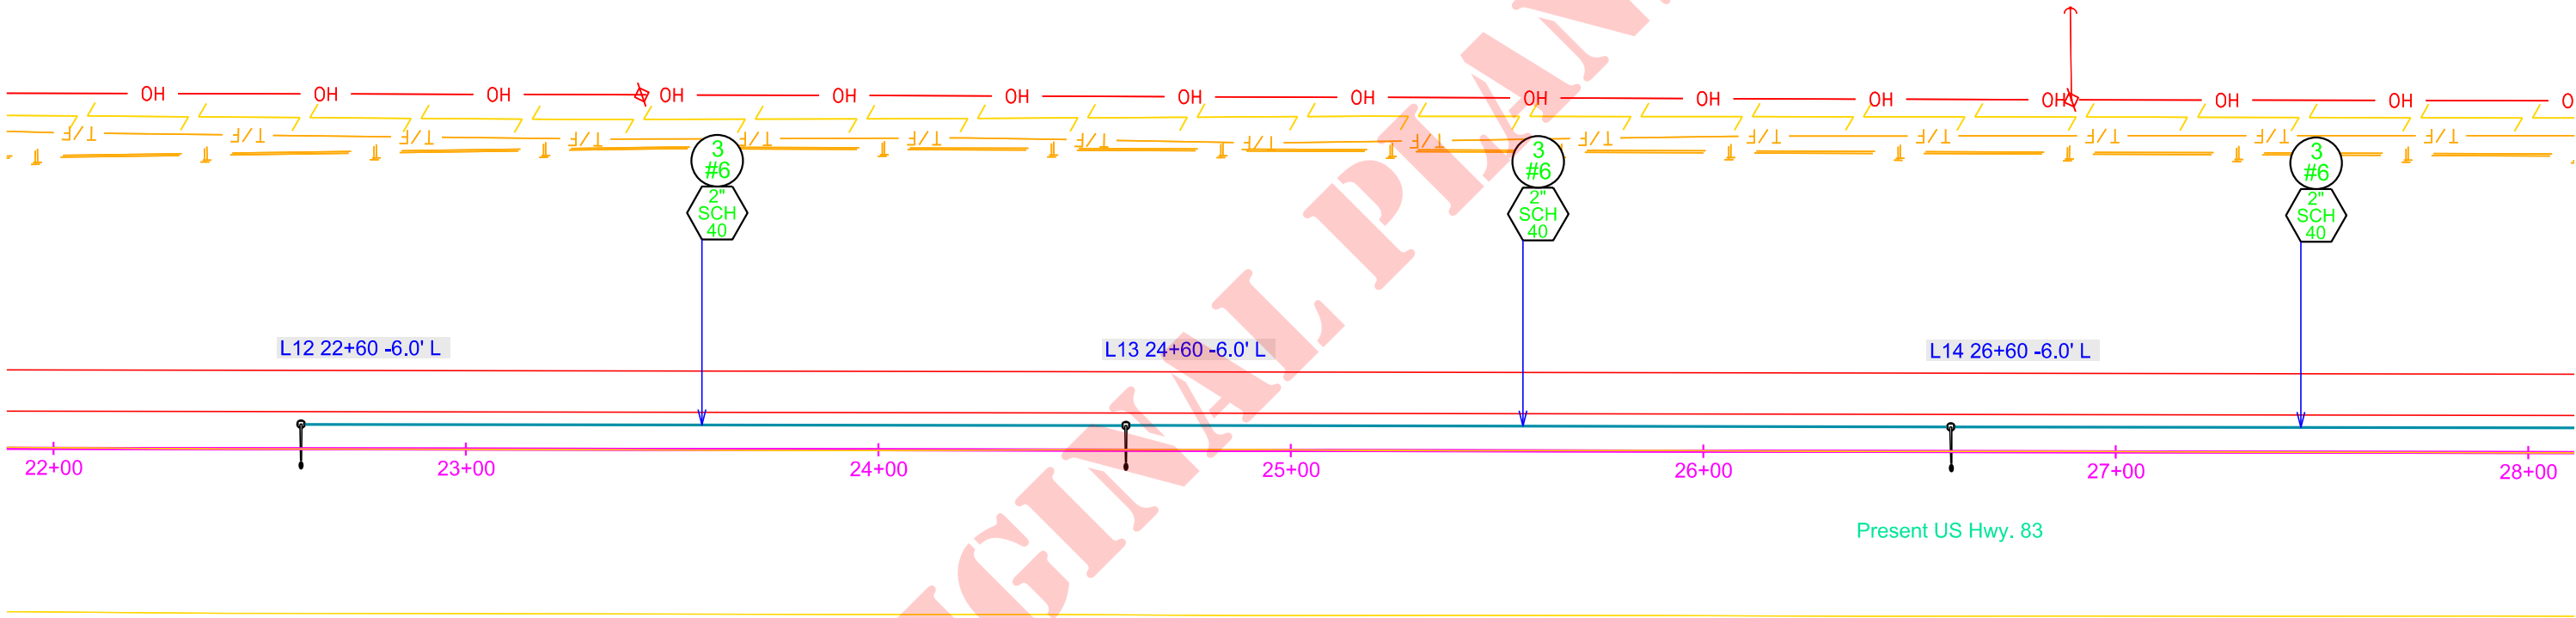 OH OH OH OH OH OH OH OH OH OH OH OH OH OH
T/F T/F T/F T/F T/F T/F T/F T/F T/F T/F T/F T/F T/F T/F T/F
3
#6
2"
SCH
40
3
#6
2"
SCH
40
3
#6
2"
SCH
40
L12 22+60 -6.0' L
L13 24+60 -6.0' L
L14 26+60 -6.0' L
22+00 23+00 24+00 25+00 26+00 27+00 28+00
Present US Hwy. 83
GINAL PLAN